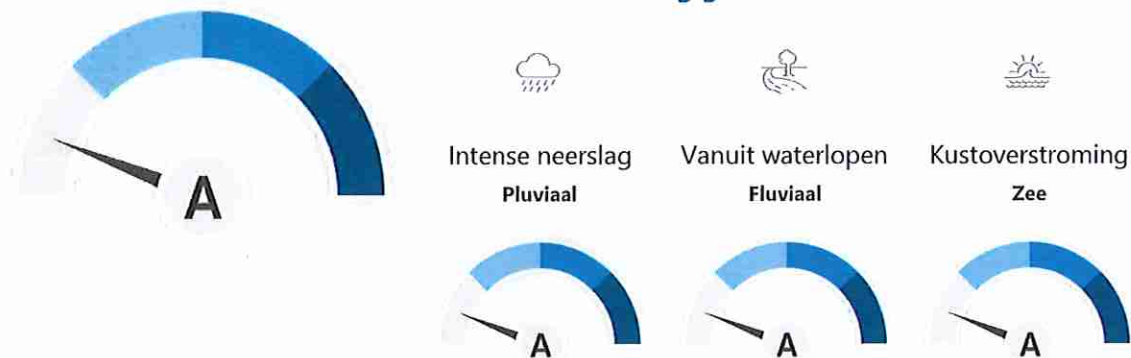 A
Intense neerslag
Pluviaal
A
Vanuit waterlopen
Fluviaal
A
Kustoverstroming
Zee
A